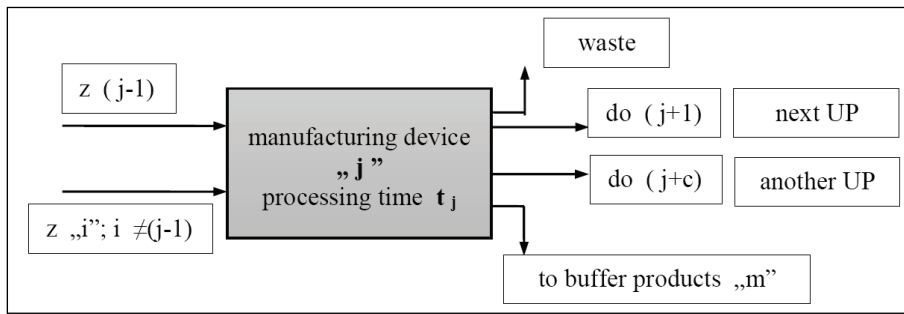 waste
z ( j-1)
do ( j+1)
next UP
manufacturing device
„ j ”
processing time t j
do ( j+c)
another UP
z „i”; i ≠(j-1)
to buffer products „m”